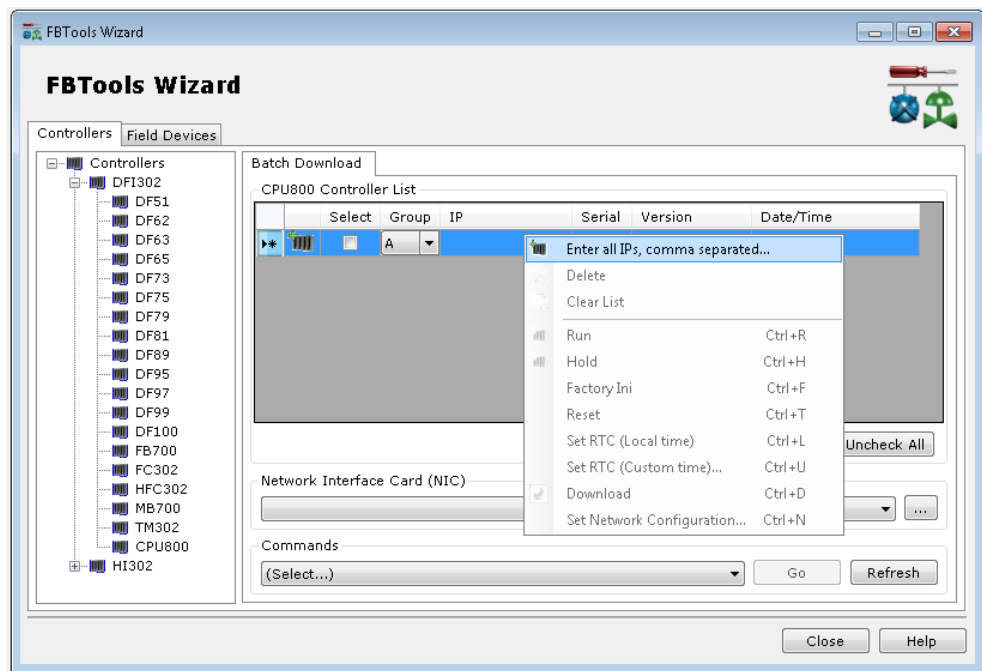 FBTools Wizard
FBTools Wizard
Controllers Field Devices
Controllers
DFI302
DF51
DF62
DF63
DF65
DF73
DF75
DF79
DF81
DF89
DF95
DF97
DF99
DF100
FB700
FC302
HFC302
MB700
TM302
CPU800
HI302
Batch Download
CPU800 Controller List
Select Group IP Serial Version Date/Time
A
Enter all IPs, comma separated...
Delete
Clear List
Run Ctrl+R
Hold Ctrl+H
Factory Ini Ctrl+F
Reset Ctrl+T
Set RTC (Local time) Ctrl+L
Set RTC (Custom time)... Ctrl+U
Download Ctrl+D
Set Network Configuration... Ctrl+N
Uncheck All
Network Interface Card (NIC)
...
Commands
(Select...) Go Refresh
Close Help